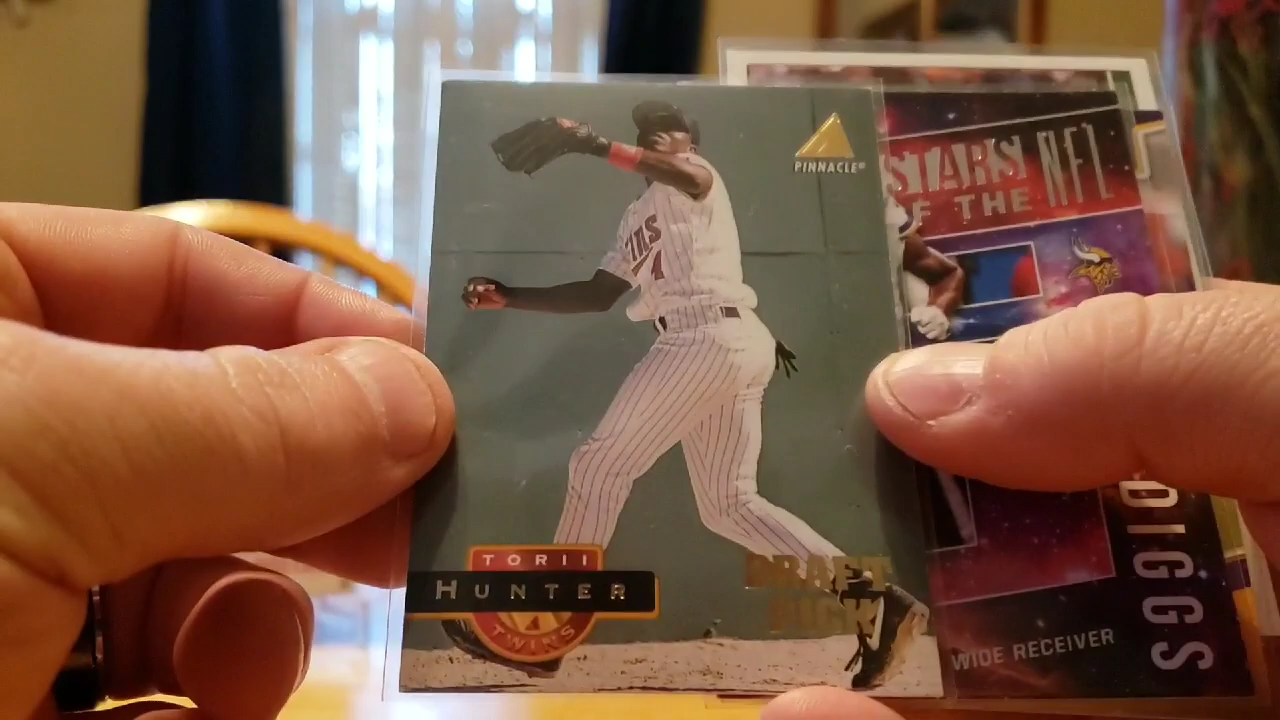 PINNACLE®
TORII
HUNTER
TWINS
DRAFT
PICK
STARS
OF THE NFL
DIGGS
WIDE RECEIVER